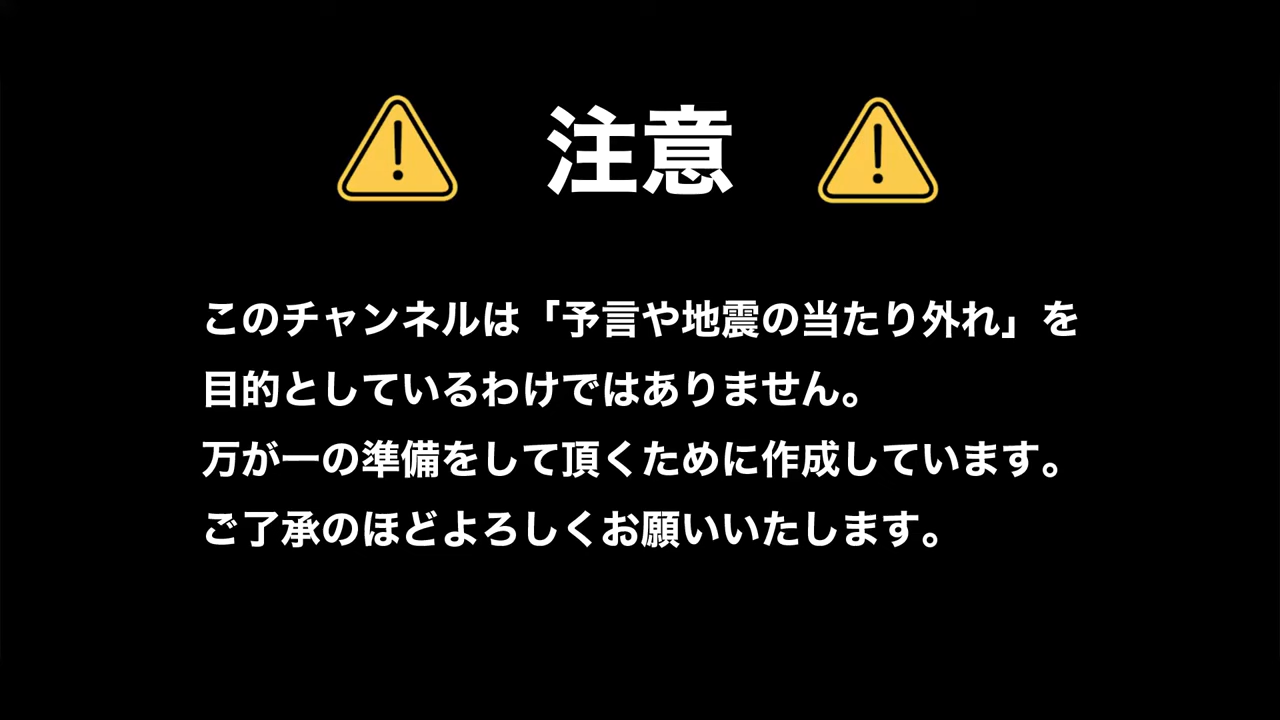 注意
このチャンネルは「予言や地震の当たり外れ」を
目的としているわけではありません。
万が一の準備をして頂くために作成しています。
ご了承のほどよろしくお願いいたします。